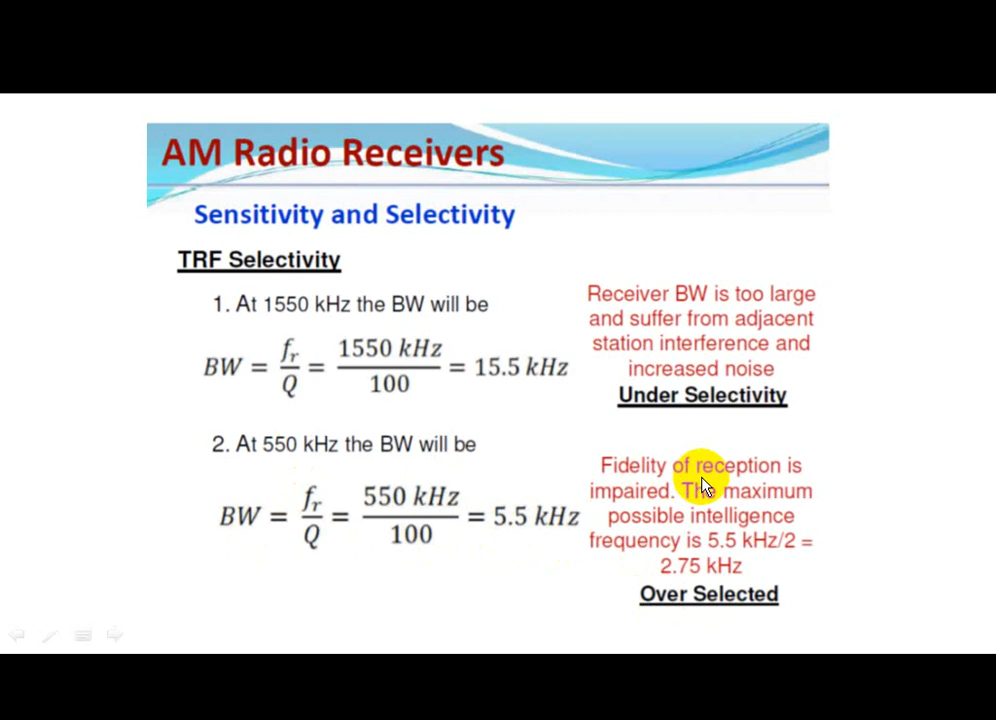 AM Radio Receivers
Sensitivity and Selectivity
TRF Selectivity
1. At 1550 kHz the BW will be
BW = fr/Q = 1550 kHz/100 = 15.5 kHz
Receiver BW is too large
and suffer from adjacent
station interference and
increased noise
Under Selectivity
2. At 550 kHz the BW will be
BW = fr/Q = 550 kHz/100 = 5.5 kHz
Fidelity of reception is
impaired. The maximum
possible intelligence
frequency is 5.5 kHz/2 =
2.75 kHz
Over Selected